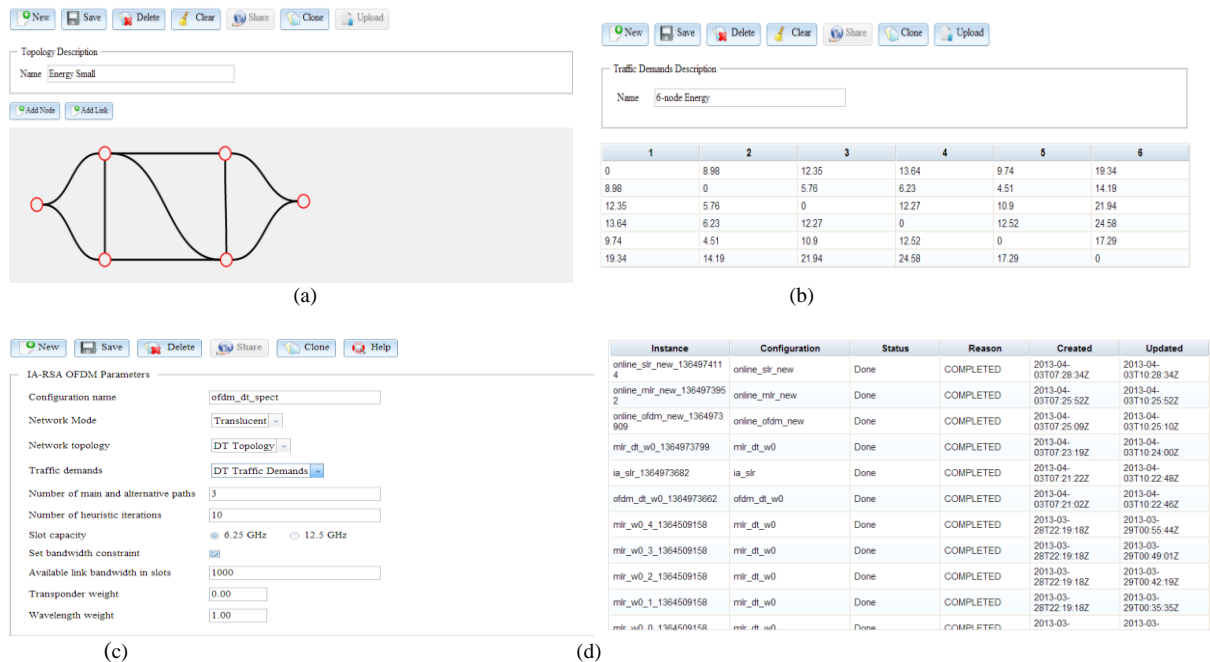 New Save Delete Clear Share Clone Upload
Topology Description
Name Energy Small
Add Node Add Link
(a)
New Save Delete Clear Share Clone Upload
Traffic Demands Description
Name 6-node Energy
1 2 3 4 5 6
0 8.98 12.35 13.64 9.74 19.34
8.98 0 5.76 6.23 4.51 14.19
12.35 5.76 0 12.27 10.9 21.94
13.64 6.23 12.27 0 12.52 24.58
9.74 4.51 10.9 12.52 0 17.29
19.34 14.19 21.94 24.58 17.29 0
(b)
New Save Delete Share Clone Help
IA-RSA OFDM Parameters
Configuration name ofdm_dt_spect
Network Mode Translucent
Network topology DT Topology
Traffic demands DT Traffic Demands
Number of main and alternative paths 3
Number of heuristic iterations 10
Slot capacity 6.25 GHz 12.5 GHz
Set bandwidth constraint
Available link bandwidth in slots 1000
Transponder weight 0.00
Wavelength weight 1.00
(c)
Instance Configuration Status Reason Created Updated
online_slr_new_136497411 online_slr_new Done COMPLETED 2013-04- 2013-04-
4 03T07:28:34Z 03T10:28:34Z
online_mlr_new_136497395 online_mlr_new Done COMPLETED 2013-04- 2013-04-
2 03T07:25:52Z 03T10:25:52Z
online_ofdm_new_1364973 online_ofdm_new Done COMPLETED 2013-04- 2013-04-
909 03T07:25:09Z 03T10:25:10Z
mlr_dt_w0_1364973799 mlr_dt_w0 Done COMPLETED 2013-04- 2013-04-
03T07:23:19Z 03T10:24:00Z
ia_slr_1364973682 ia_slr Done COMPLETED 2013-04- 2013-04-
03T07:21:22Z 03T10:22:48Z
ofdm_dt_w0_1364973662 ofdm_dt_w0 Done COMPLETED 2013-04- 2013-04-
03T07:21:02Z 03T10:22:46Z
mlr_w0_4_1364509158 mlr_dt_w0 Done COMPLETED 2013-03- 2013-03-
28T22:19:18Z 29T00:55:44Z
mlr_w0_3_1364509158 mlr_dt_w0 Done COMPLETED 2013-03- 2013-03-
28T22:19:18Z 29T00:49:01Z
mlr_w0_2_1364509158 mlr_dt_w0 Done COMPLETED 2013-03- 2013-03-
28T22:19:18Z 29T00:42:19Z
mlr_w0_1_1364509158 mlr_dt_w0 Done COMPLETED 2013-03- 2013-03-
28T22:19:18Z 29T00:35:35Z
mlr_w0_0_1364509158 mlr_dt_w0 Done COMPLETED 2013-03- 2013-03-
(d)